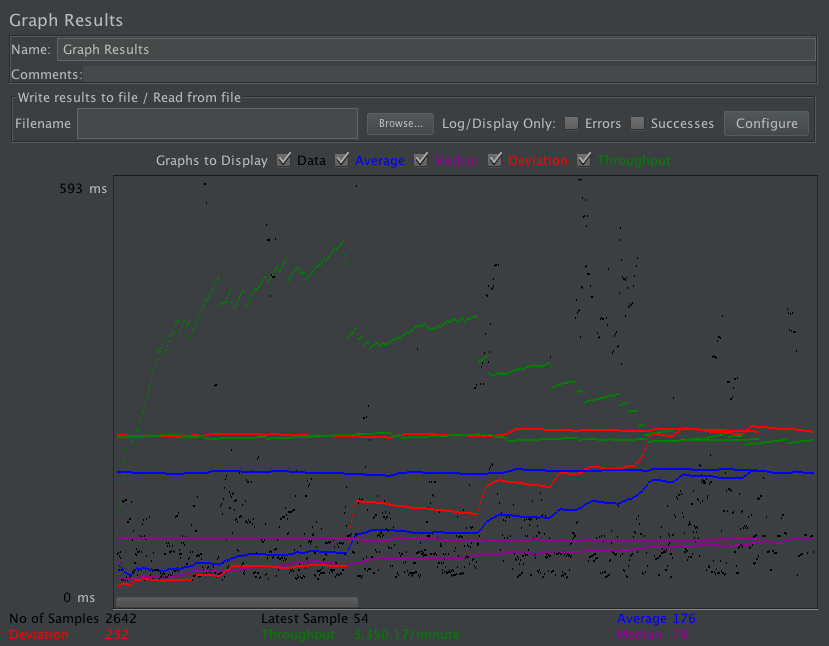 Graph Results
Name: Graph Results
Comments:
Write results to file / Read from file
Filename Browse... Log/Display Only: Errors Successes Configure
Graphs to Display Data Average Median Deviation Throughput
593 ms
0 ms
No of Samples 2642 Latest Sample 54 Average 176
Deviation 232 Throughput 3,350.17/minute Median 79